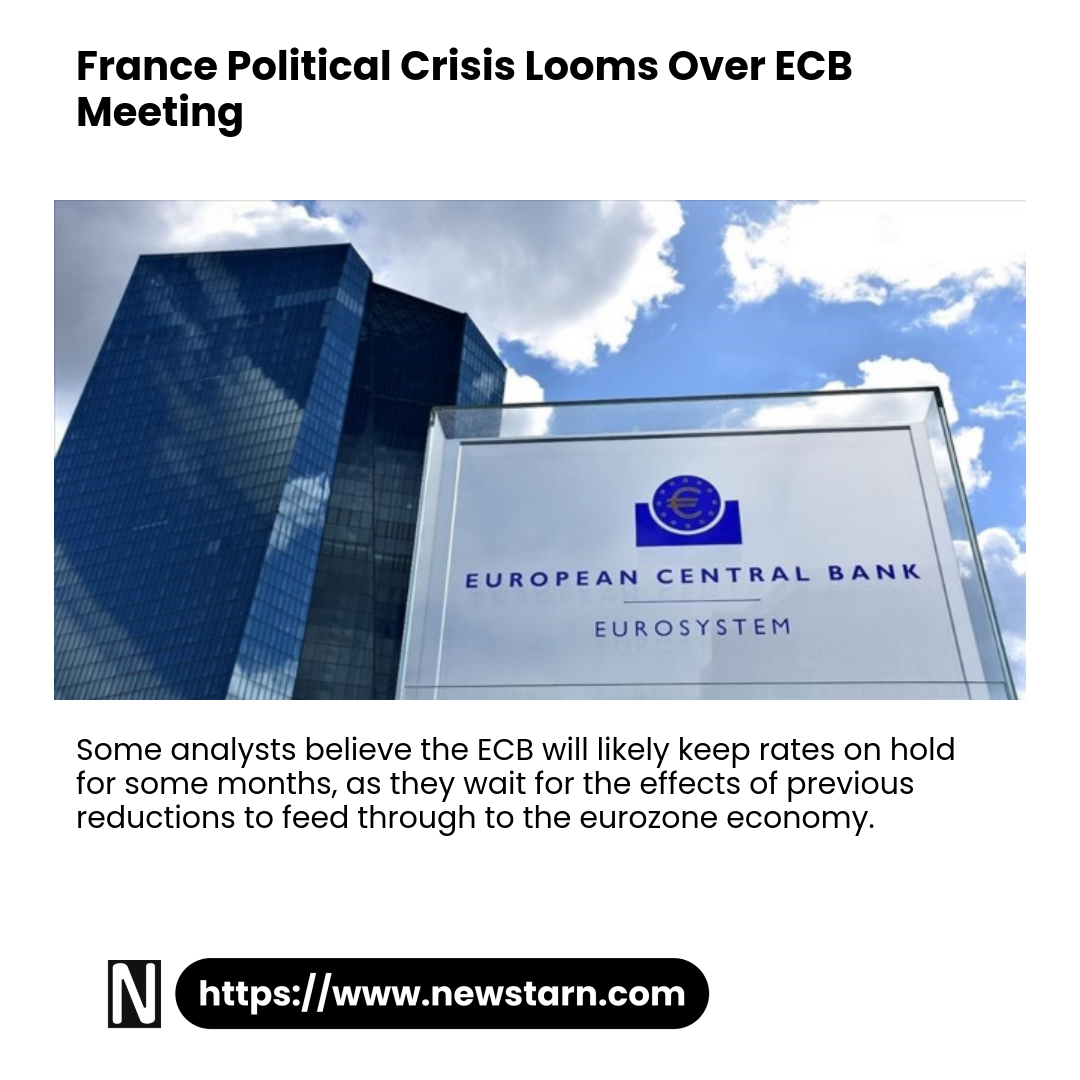 France Political Crisis Looms Over ECB
Meeting
€
EUROPEAN CENTRAL BANK
EUROSYSTEM
Some analysts believe the ECB will likely keep rates on hold
for some months, as they wait for the effects of previous
reductions to feed through to the eurozone economy.
N
https://www.newstarn.com